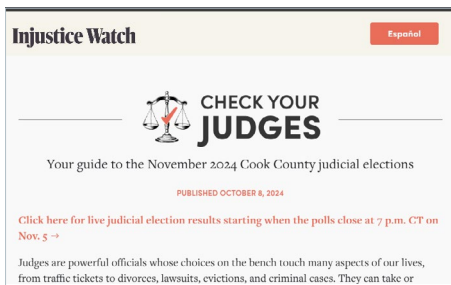 Injustice Watch
Español
CHECK YOUR
JUDGES
Your guide to the November 2024 Cook County judicial elections
PUBLISHED OCTOBER 8, 2024
Click here for live judicial election results starting when the polls close at 7 p.m. CT on
Nov. 5 →
Judges are powerful officials whose choices on the bench touch many aspects of our lives,
from traffic tickets to divorces, lawsuits, evictions, and criminal cases. They can take or